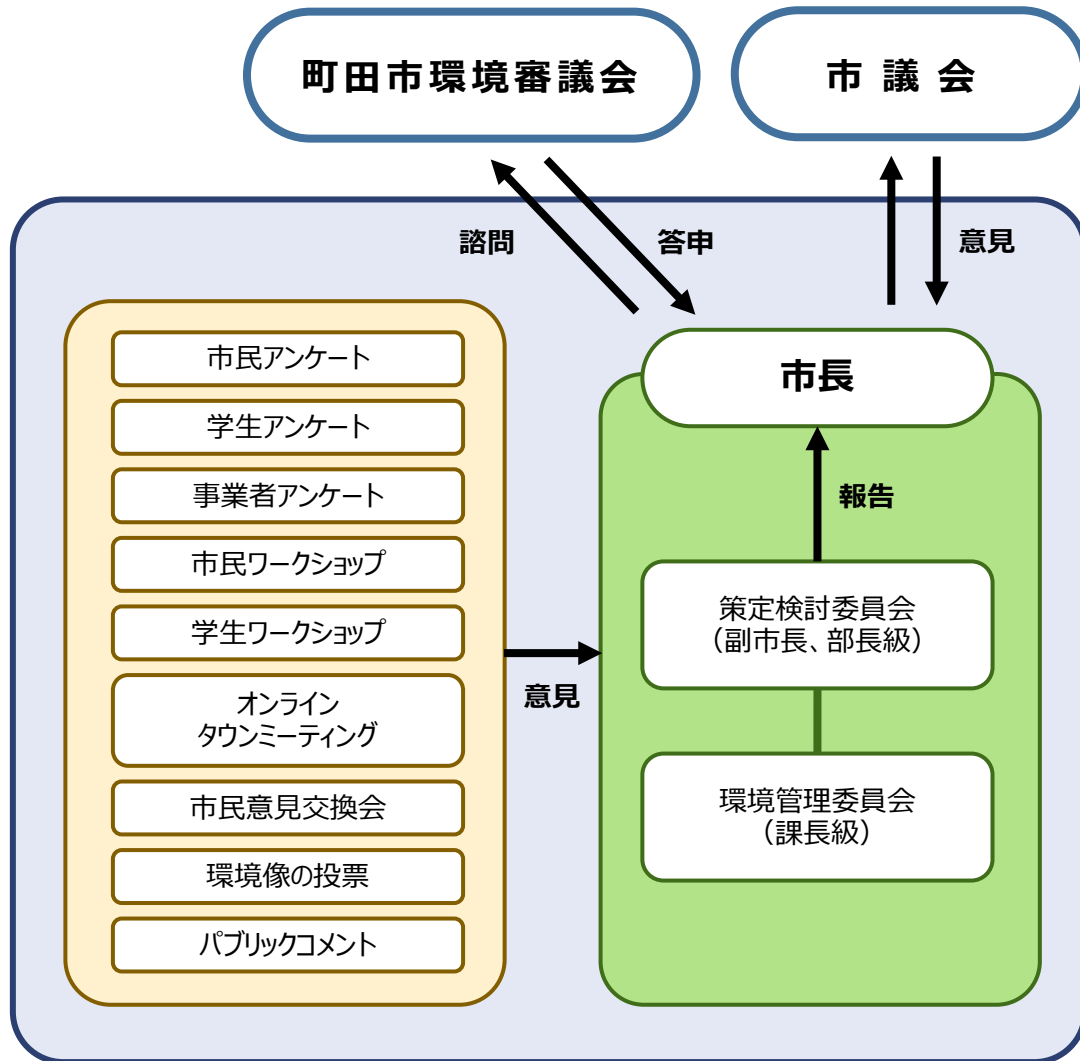 町田市環境審議会
市議会
諮問
答申
意見
市民アンケート
学生アンケート
事業者アンケート
市民ワークショップ
学生ワークショップ
オンライン
タウンミーティング
市民意見交換会
環境像の投票
パブリックコメント
意見
市長
報告
策定検討委員会
（副市長、部長級）
環境管理委員会
（課長級）